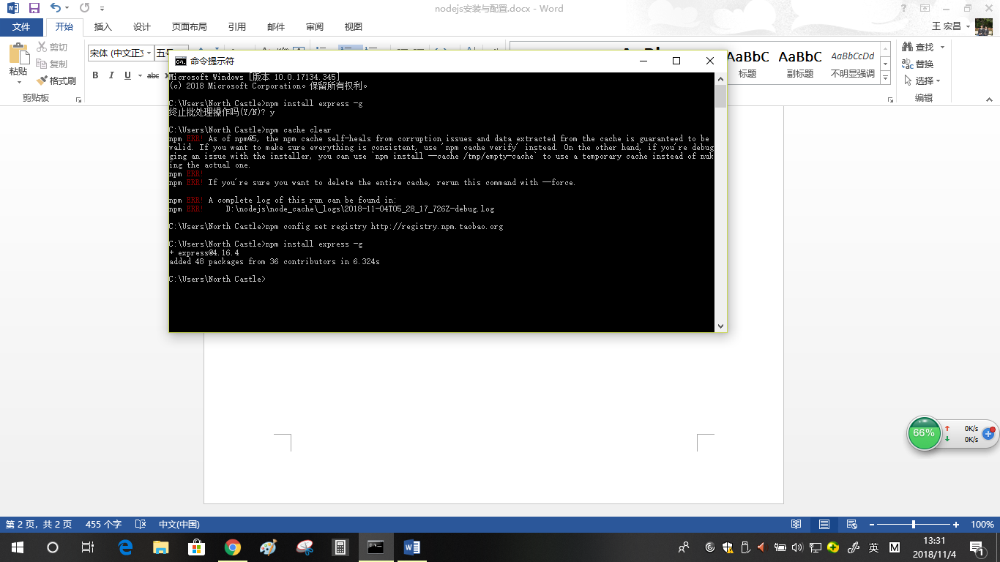 nodejs安装与配置.docx - Word
文件 开始 插入 设计 页面布局 引用 邮件 审阅 视图 王 宏昌
粘贴 剪切
复制
格式刷
剪贴板
宋体 (中文正文 五号
B I U abc
AaBbC 标题
AaBbC 副标题
AaBbCcDd 不明显强调
查找
替换
选择
编辑
命令提示符
Microsoft Windows [版本 10.0.17134.345]
(c) 2018 Microsoft Corporation。保留所有权利。
C:\Users\North Castle>npm install express -g
终止批处理操作吗(Y/N)? y
C:\Users\North Castle>npm cache clear
npm ERR! As of npm@5, the npm cache self-heals from corruption issues and data extracted from the cache is guaranteed to be
valid. If you want to make sure everything is consistent, use 'npm cache verify' instead. On the other hand, if you're debug
ging an issue with the installer, you can use `npm install --cache /tmp/empty-cache` to use a temporary cache instead of nuk
ing the actual one.
npm ERR!
npm ERR! If you're sure you want to delete the entire cache, rerun this command with --force.
npm ERR! A complete log of this run can be found in:
npm ERR!     D:\nodejs\node_cache\_logs\2018-11-04T05_28_17_726Z-debug.log
C:\Users\North Castle>npm config set registry http://registry.npm.taobao.org
C:\Users\North Castle>npm install express -g
+ express@4.16.4
added 48 packages from 36 contributors in 6.324s
C:\Users\North Castle>
66% 0K/s
0K/s
第 2 页，共 2 页 455 个字 中文(中国) 100%
英 M 13:31
2018/11/4
1